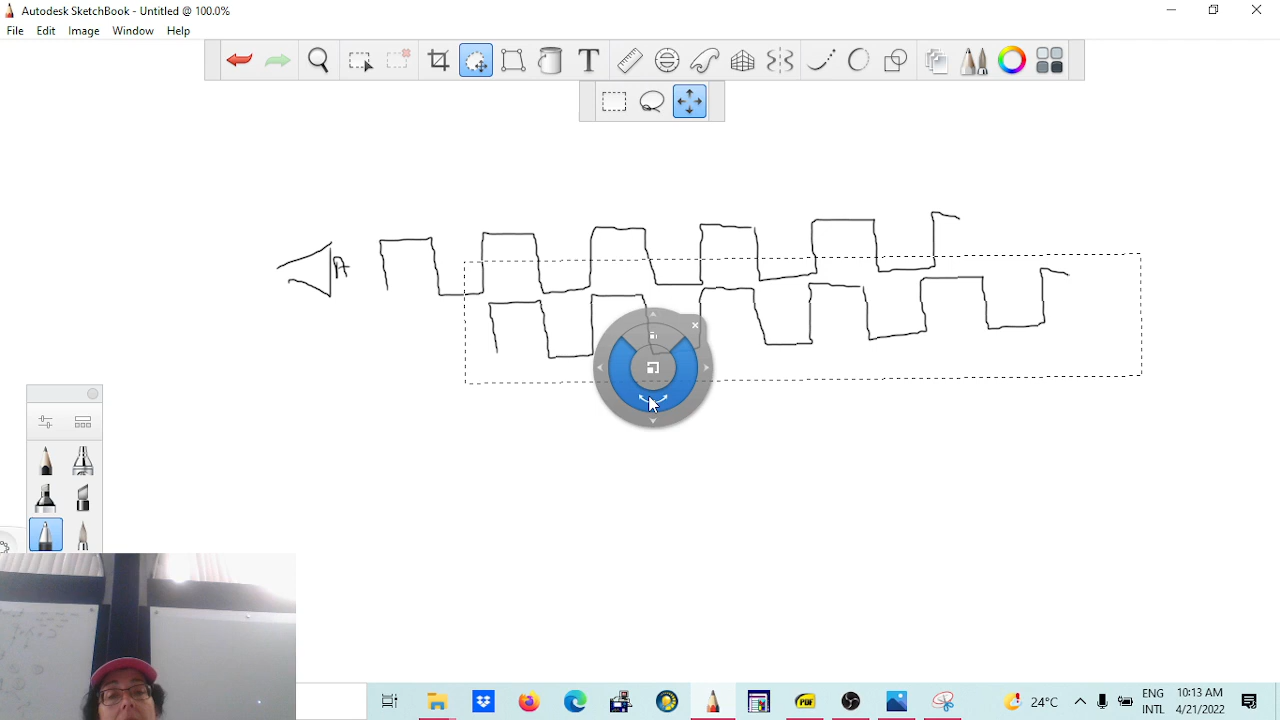 Autodesk SketchBook - Untitled @ 100.0%
File Edit Image Window Help
T
A
PDF
24°C
ENG
INTL
10:13 AM
4/21/2022